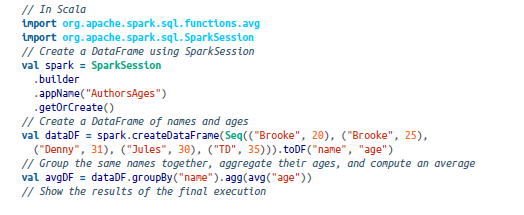 // In Scala
import org.apache.spark.sql.functions.avg
import org.apache.spark.sql.SparkSession
// Create a DataFrame using SparkSession
val spark = SparkSession
.builder
.appName("AuthorsAges")
.getOrCreate()
// Create a DataFrame of names and ages
val dataDF = spark.createDataFrame(Seq(("Brooke", 20), ("Brooke", 25),
("Denny", 31), ("Jules", 30), ("TD", 35))).toDF("name", "age")
// Group the same names together, aggregate their ages, and compute an average
val avgDF = dataDF.groupBy("name").agg(avg("age"))
// Show the results of the final execution